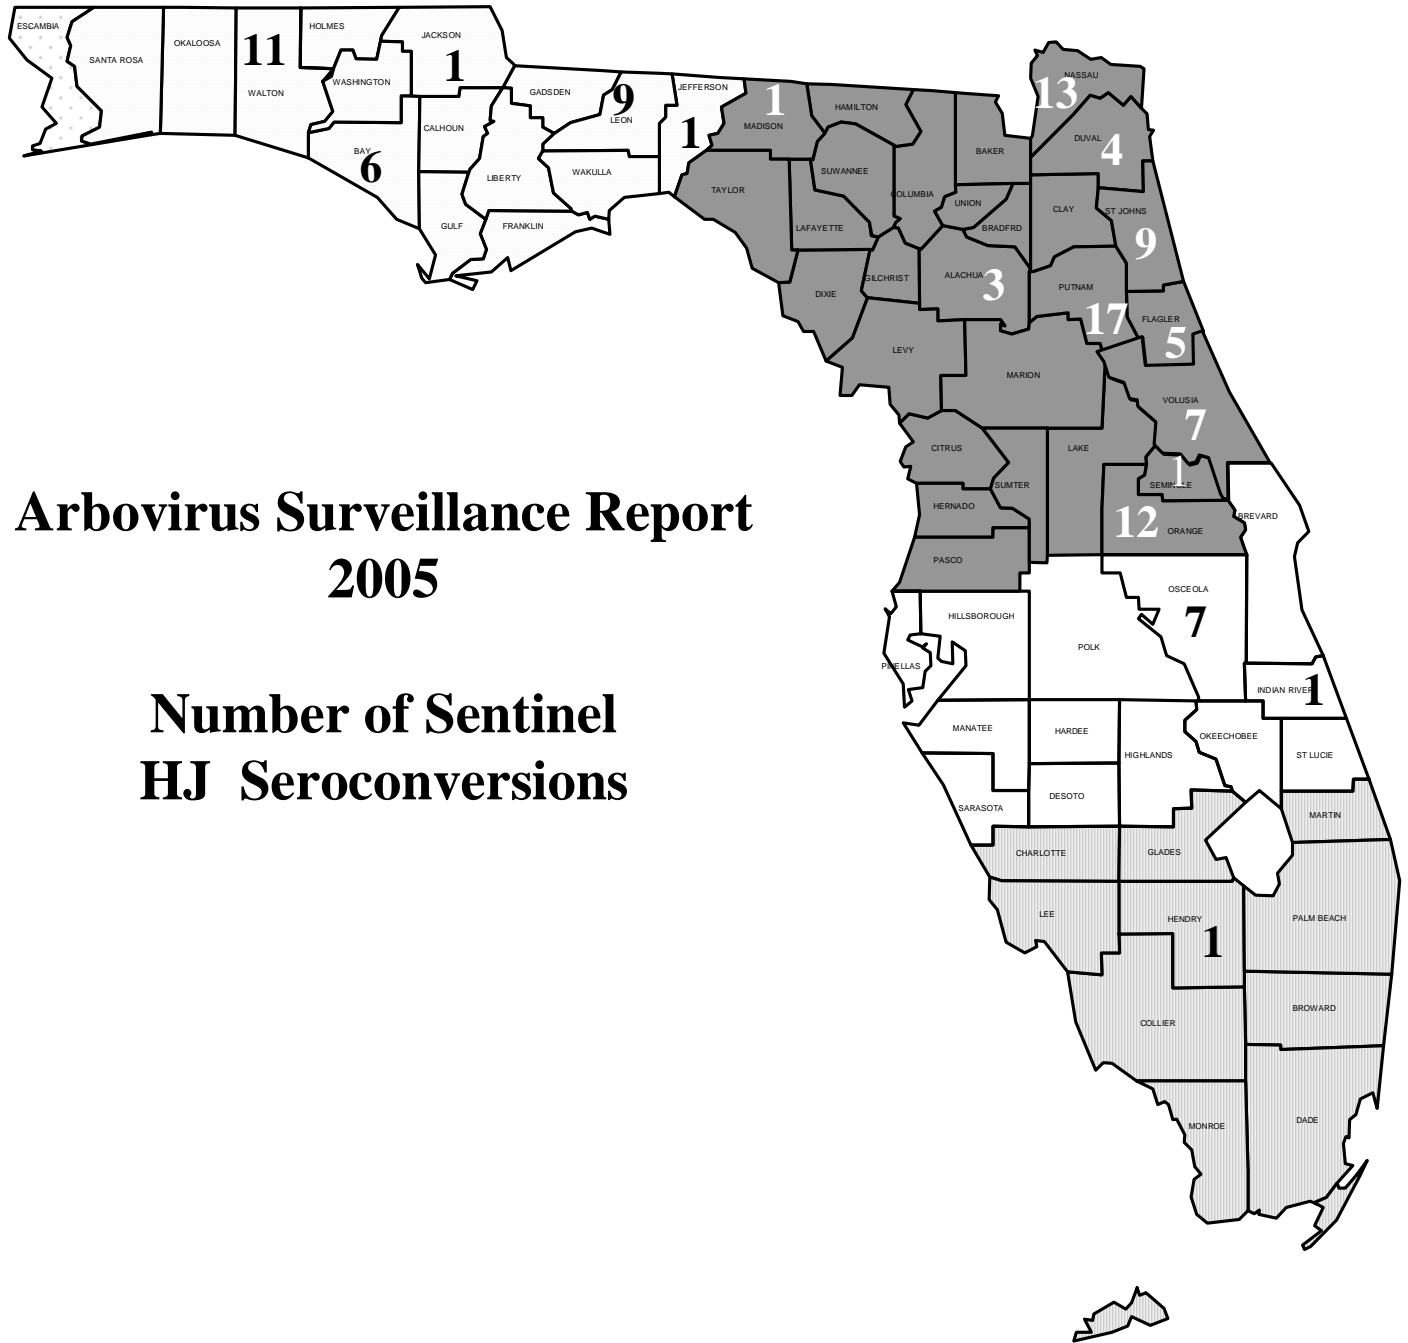 ESCAMBIA
SANTA ROSA
OKALOOSA
11
WALTON
HOLMES
WASHINGTON
JACKSON
1
BAY
6
CALHOUN
GULF
GADSDEN
LIBERTY
FRANKLIN
9
LEON
WAKULLA
JEFFERSON
1
1
MADISON
TAYLOR
HAMILTON
SUWANNEE
LAFAYETTE
COLUMBIA
BAKER
UNION
BRADFRD
NASSAU
13
DUVAL
4
CLAY
ST JOHNS
9
DIXIE
GILCHRIST
ALACHUA
3
PUTNAM
17
FLAGLER
5
LEVY
MARION
VOLUSIA
7
CITRUS
SUMTER
LAKE
1
SEMINOLE
HERNADO
12
ORANGE
BREVARD
PASCO
Arbovirus Surveillance Report
2005
Number of Sentinel
HJ Seroconversions
HILLSBOROUGH
PINELLAS
POLK
OSCEOLA
7
INDIAN RIVER
1
MANATEE
HARDEE
HIGHLANDS
OKEECHOBEE
ST LUCIE
SARASOTA
DESOTO
MARTIN
CHARLOTTE
GLADES
LEE
HENDRY
1
PALM BEACH
COLLIER
BROWARD
MONROE
DADE